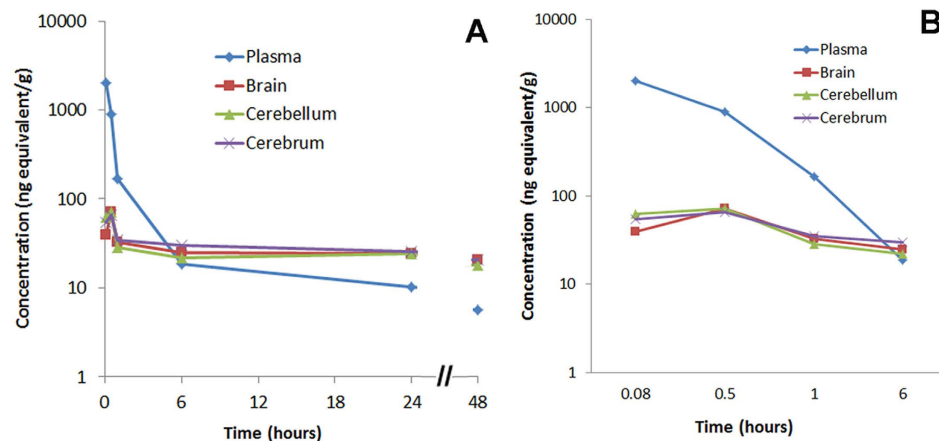 A
10000
1000
100
10
1
Concentration (ng equivalent/g)
Plasma
Brain
Cerebellum
Cerebrum
0
6
12
18
24
//
48
Time (hours)
B
10000
1000
100
10
1
Concentration (ng equivalent/g)
Plasma
Brain
Cerebellum
Cerebrum
0.08
0.5
1
6
Time (hours)